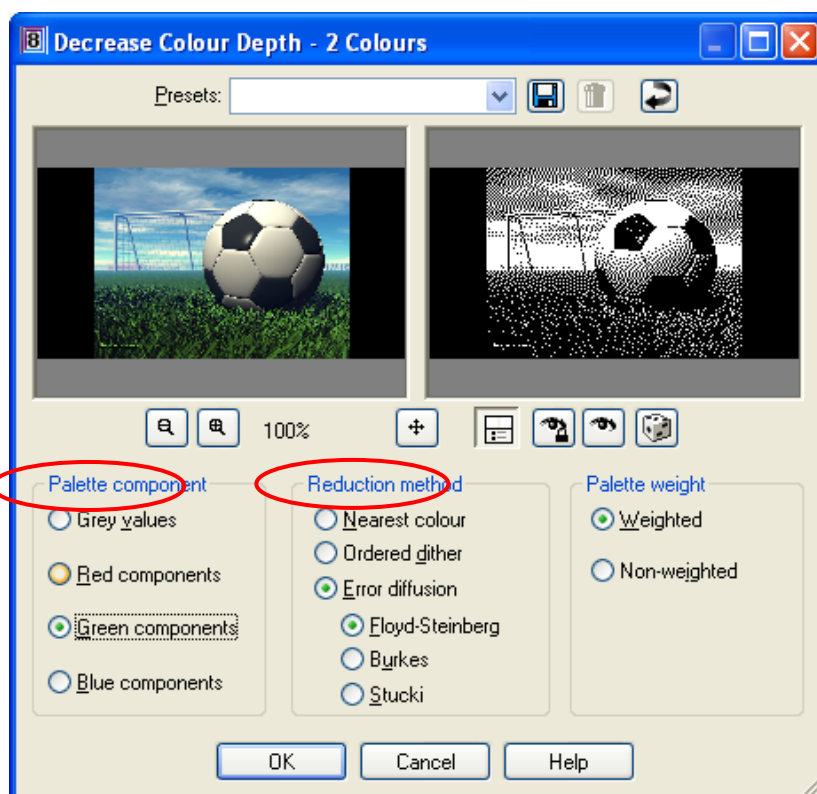 8 Decrease Colour Depth - 2 Colours
Presets:
100%
Palette component
Grey values
Red components
Green components
Blue components
Reduction method
Nearest colour
Ordered dither
Error diffusion
Floyd-Steinberg
Burkes
Stucki
Palette weight
Weighted
Non-weighted
OK
Cancel
Help